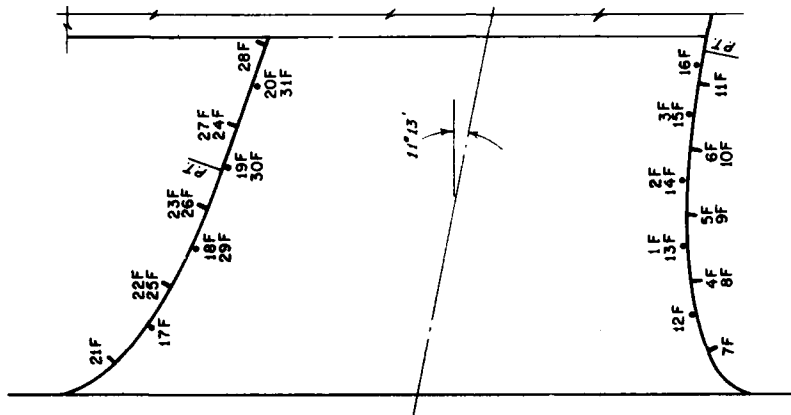 28F
20F
31F
27F
24F
P.T.
19F
30F
23F
26F
18F
29F
22F
25F
17F
21F
11°13'
P.T.
16F
11F
3F
15F
6F
10F
2F
14F
5F
9F
1F
13F
4F
8F
12F
7F